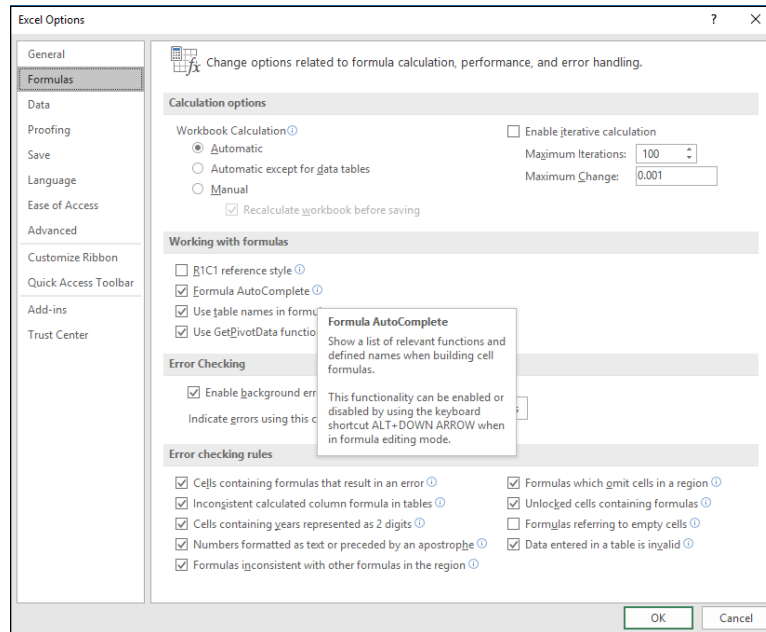 Excel Options
?
General
Formulas
Data
Proofing
Save
Language
Ease of Access
Advanced
Customize Ribbon
Quick Access Toolbar
Add-ins
Trust Center
fx
Change options related to formula calculation, performance, and error handling.
Calculation options
Workbook Calculation
Automatic
Automatic except for data tables
Manual
Recalculate workbook before saving
Enable iterative calculation
Maximum Iterations: 100
Maximum Change: 0.001
Working with formulas
R1C1 reference style
Formula AutoComplete
Use table names in formu
Use GetPivotData functio
Formula AutoComplete
Show a list of relevant functions and
defined names when building cell
formulas.
This functionality can be enabled or
disabled by using the keyboard
shortcut ALT+DOWN ARROW when
in formula editing mode.
Error Checking
Enable background err
Indicate errors using this c
Error checking rules
Cells containing formulas that result in an error
Inconsistent calculated column formula in tables
Cells containing years represented as 2 digits
Numbers formatted as text or preceded by an apostrophe
Formulas inconsistent with other formulas in the region
Formulas which omit cells in a region
Unlocked cells containing formulas
Formulas referring to empty cells
Data entered in a table is invalid
OK
Cancel